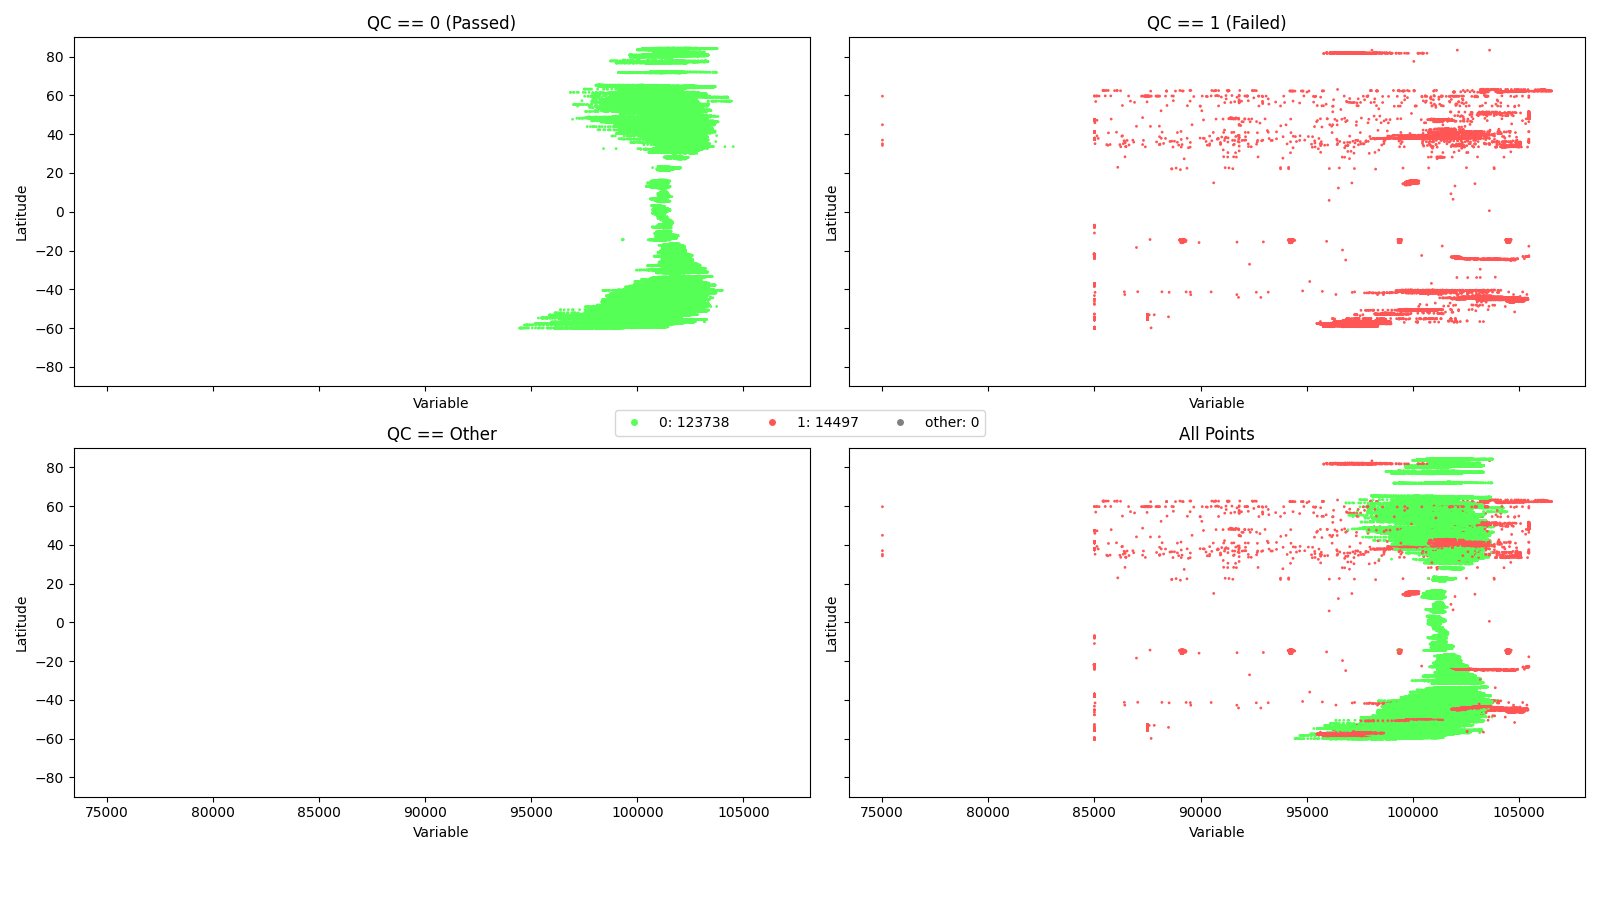 QC == 0 (Passed)
80
60
40
20
0
−20
−40
−60
−80
Latitude
Variable
QC == 1 (Failed)
Latitude
Variable
0: 123738 1: 14497 other: 0
QC == Other
80
60
40
20
0
−20
−40
−60
−80
Latitude
75000 80000 85000 90000 95000 100000 105000
Variable
All Points
Latitude
75000 80000 85000 90000 95000 100000 105000
Variable